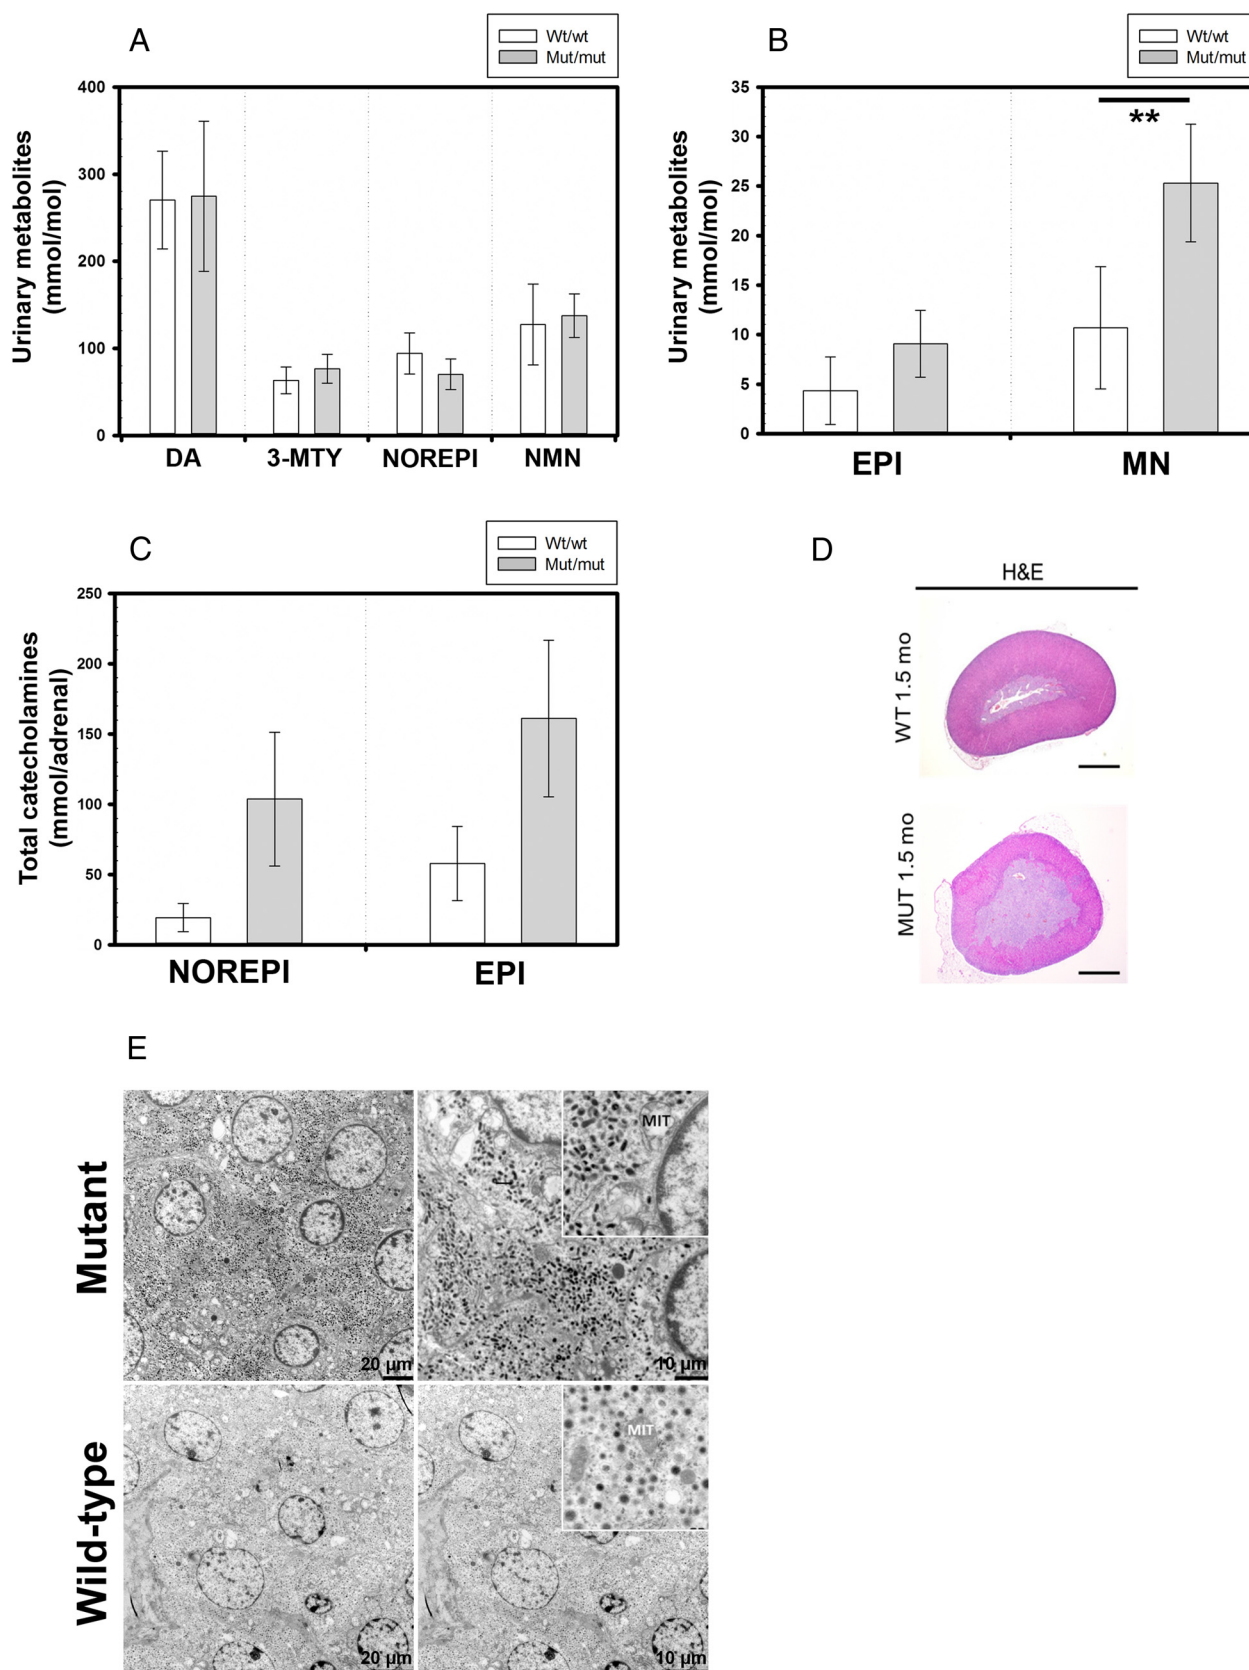 A
Wt/wt
Mut/mut
Urinary metabolites
(mmol/mol)
400
300
200
100
0
DA 3-MTY NOREPI NMN
B
Wt/wt
Mut/mut
Urinary metabolites
(mmol/mol)
35
30
25
20
15
10
5
0
**
EPI MN
C
Wt/wt
Mut/mut
Total catecholamines
(mmol/adrenal)
250
200
150
100
50
0
NOREPI EPI
D
H&E
WT 1.5 mo
MUT 1.5 mo
E
Mutant
MIT
20 µm
10 µm
Wild-type
MIT
20 µm
10 µm